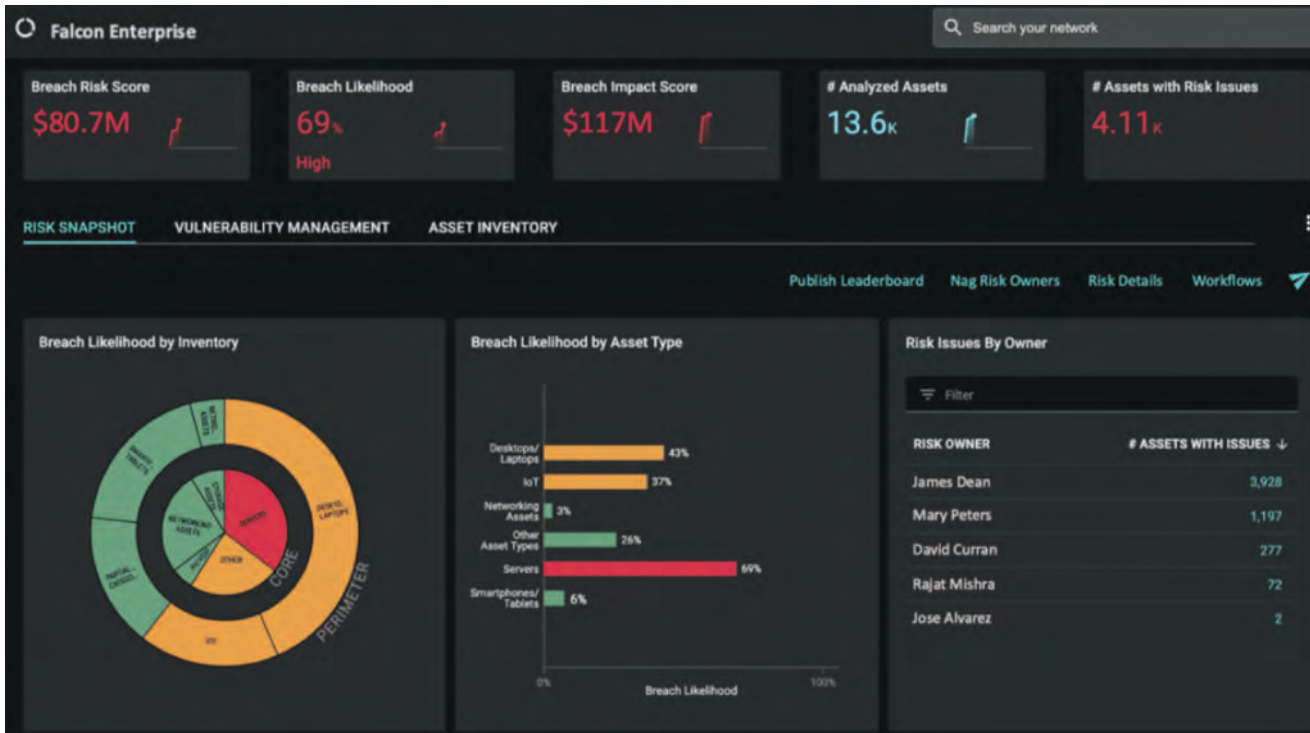 Falcon Enterprise
Search your network
Breach Risk Score
$80.7M
Breach Likelihood
69%
High
Breach Impact Score
$117M
# Analyzed Assets
13.6K
# Assets with Risk Issues
4.11K
RISK SNAPSHOT
VULNERABILITY MANAGEMENT
ASSET INVENTORY
Publish Leaderboard
Nag Risk Owners
Risk Details
Workflows
Breach Likelihood by Inventory
DESKTO...
LAPTOPS
IOT
SERVERS
OTHER
NETWORKING
ASSETS
CORE
PERIMETER
Breach Likelihood by Asset Type
Desktops/
Laptops
43%
IoT
37%
Networking
Assets
3%
Other
Asset Types
26%
Servers
69%
Smartphones/
Tablets
6%
0%
100%
Breach Likelihood
Risk Issues By Owner
Filter
RISK OWNER
# ASSETS WITH ISSUES ↓
James Dean
3,928
Mary Peters
1,197
David Curran
277
Rajat Mishra
72
Jose Alvarez
2